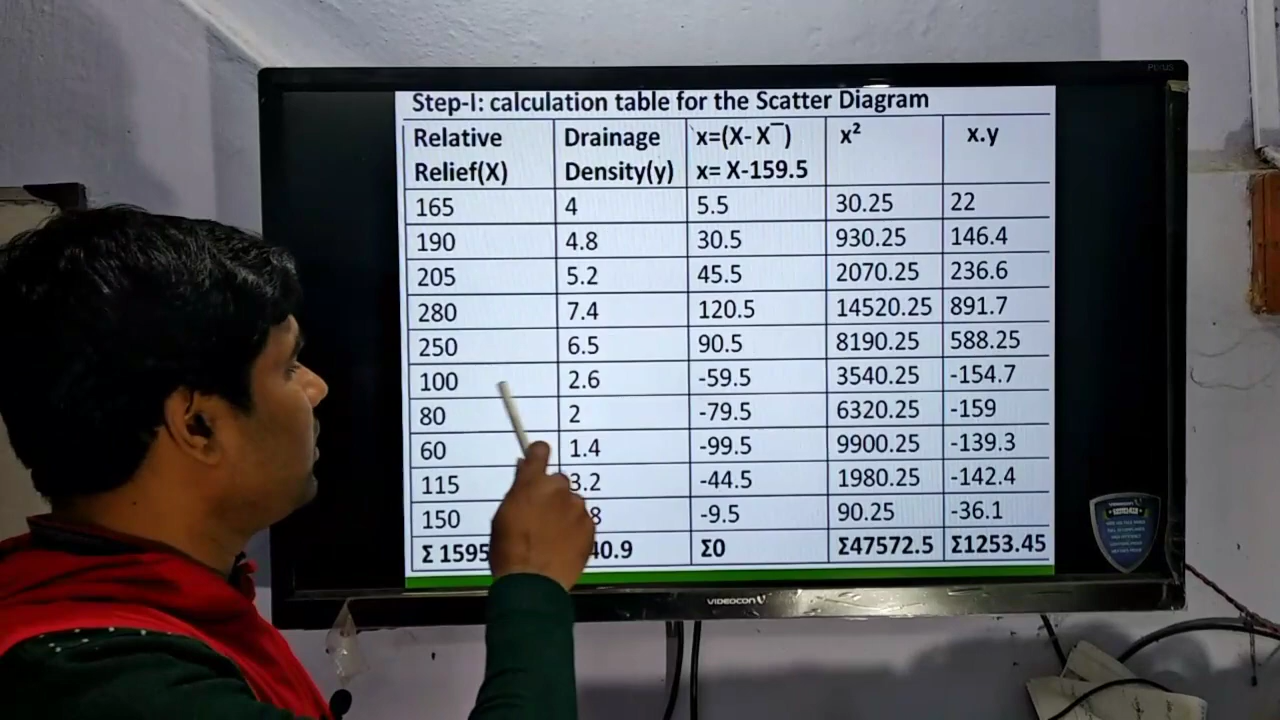 Step-I: calculation table for the Scatter Diagram
Relative Relief(X) Drainage Density(y) x=(X-X̅) x= X-159.5 x² x.y
165 4 5.5 30.25 22
190 4.8 30.5 930.25 146.4
205 5.2 45.5 2070.25 236.6
280 7.4 120.5 14520.25 891.7
250 6.5 90.5 8190.25 588.25
100 2.6 -59.5 3540.25 -154.7
80 2 -79.5 6320.25 -159
60 1.4 -99.5 9900.25 -139.3
115 3.2 -44.5 1980.25 -142.4
150 8 -9.5 90.25 -36.1
Σ 1595 40.9 Σ0 Σ47572.5 Σ1253.45
VIDEOCON